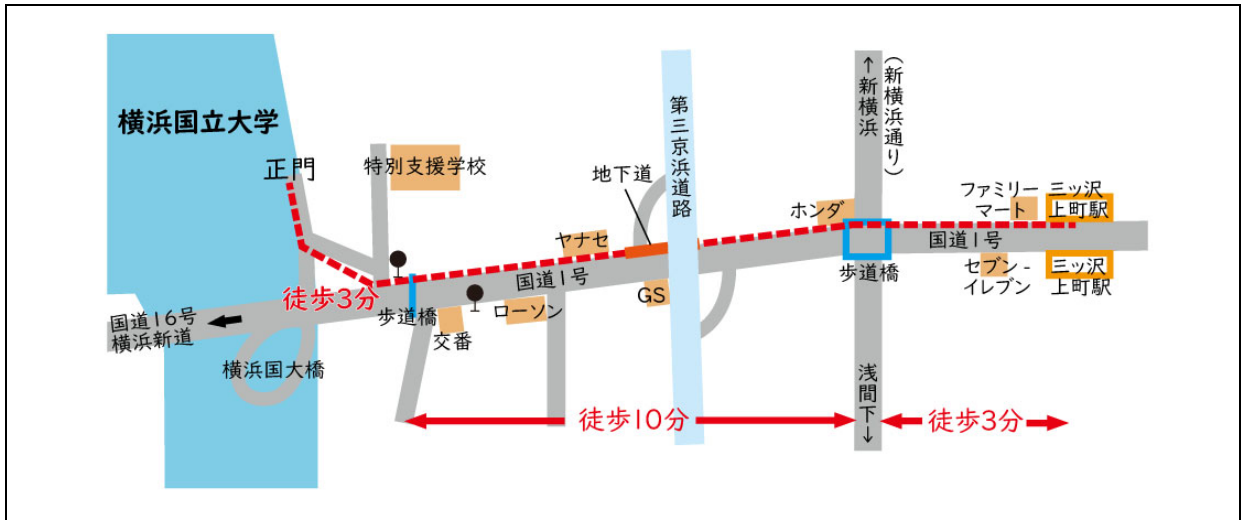 横浜国立大学
正門
特別支援学校
徒歩3分
国道16号
横浜新道
横浜国大橋
歩道橋
交番
ローソン
ヤナセ
国道1号
地下道
GS
第三京浜道路
ホンダ
↑新横浜
(新横浜通り)
歩道橋
浅間下↓
ファミリー
マート
三ッ沢
上町駅
国道1号
セブン-
イレブン
三ッ沢
上町駅
徒歩10分
徒歩3分